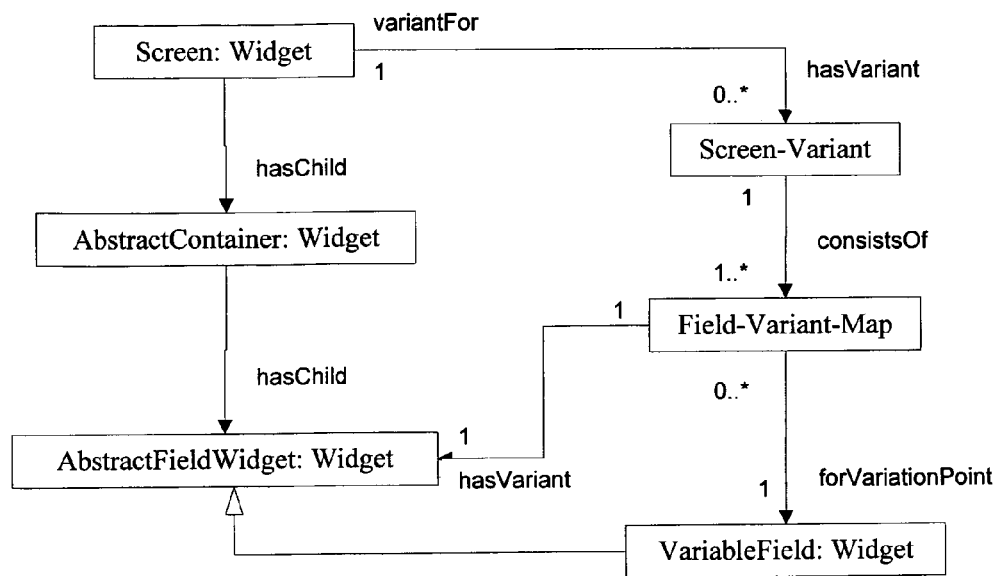 variantFor
Screen: Widget
1
hasVariant
0..*
Screen-Variant
hasChild
1
AbstractContainer: Widget
consistsOf
1..*
1
Field-Variant-Map
hasChild
0..*
1
AbstractFieldWidget: Widget
hasVariant
forVariationPoint
1
VariableField: Widget